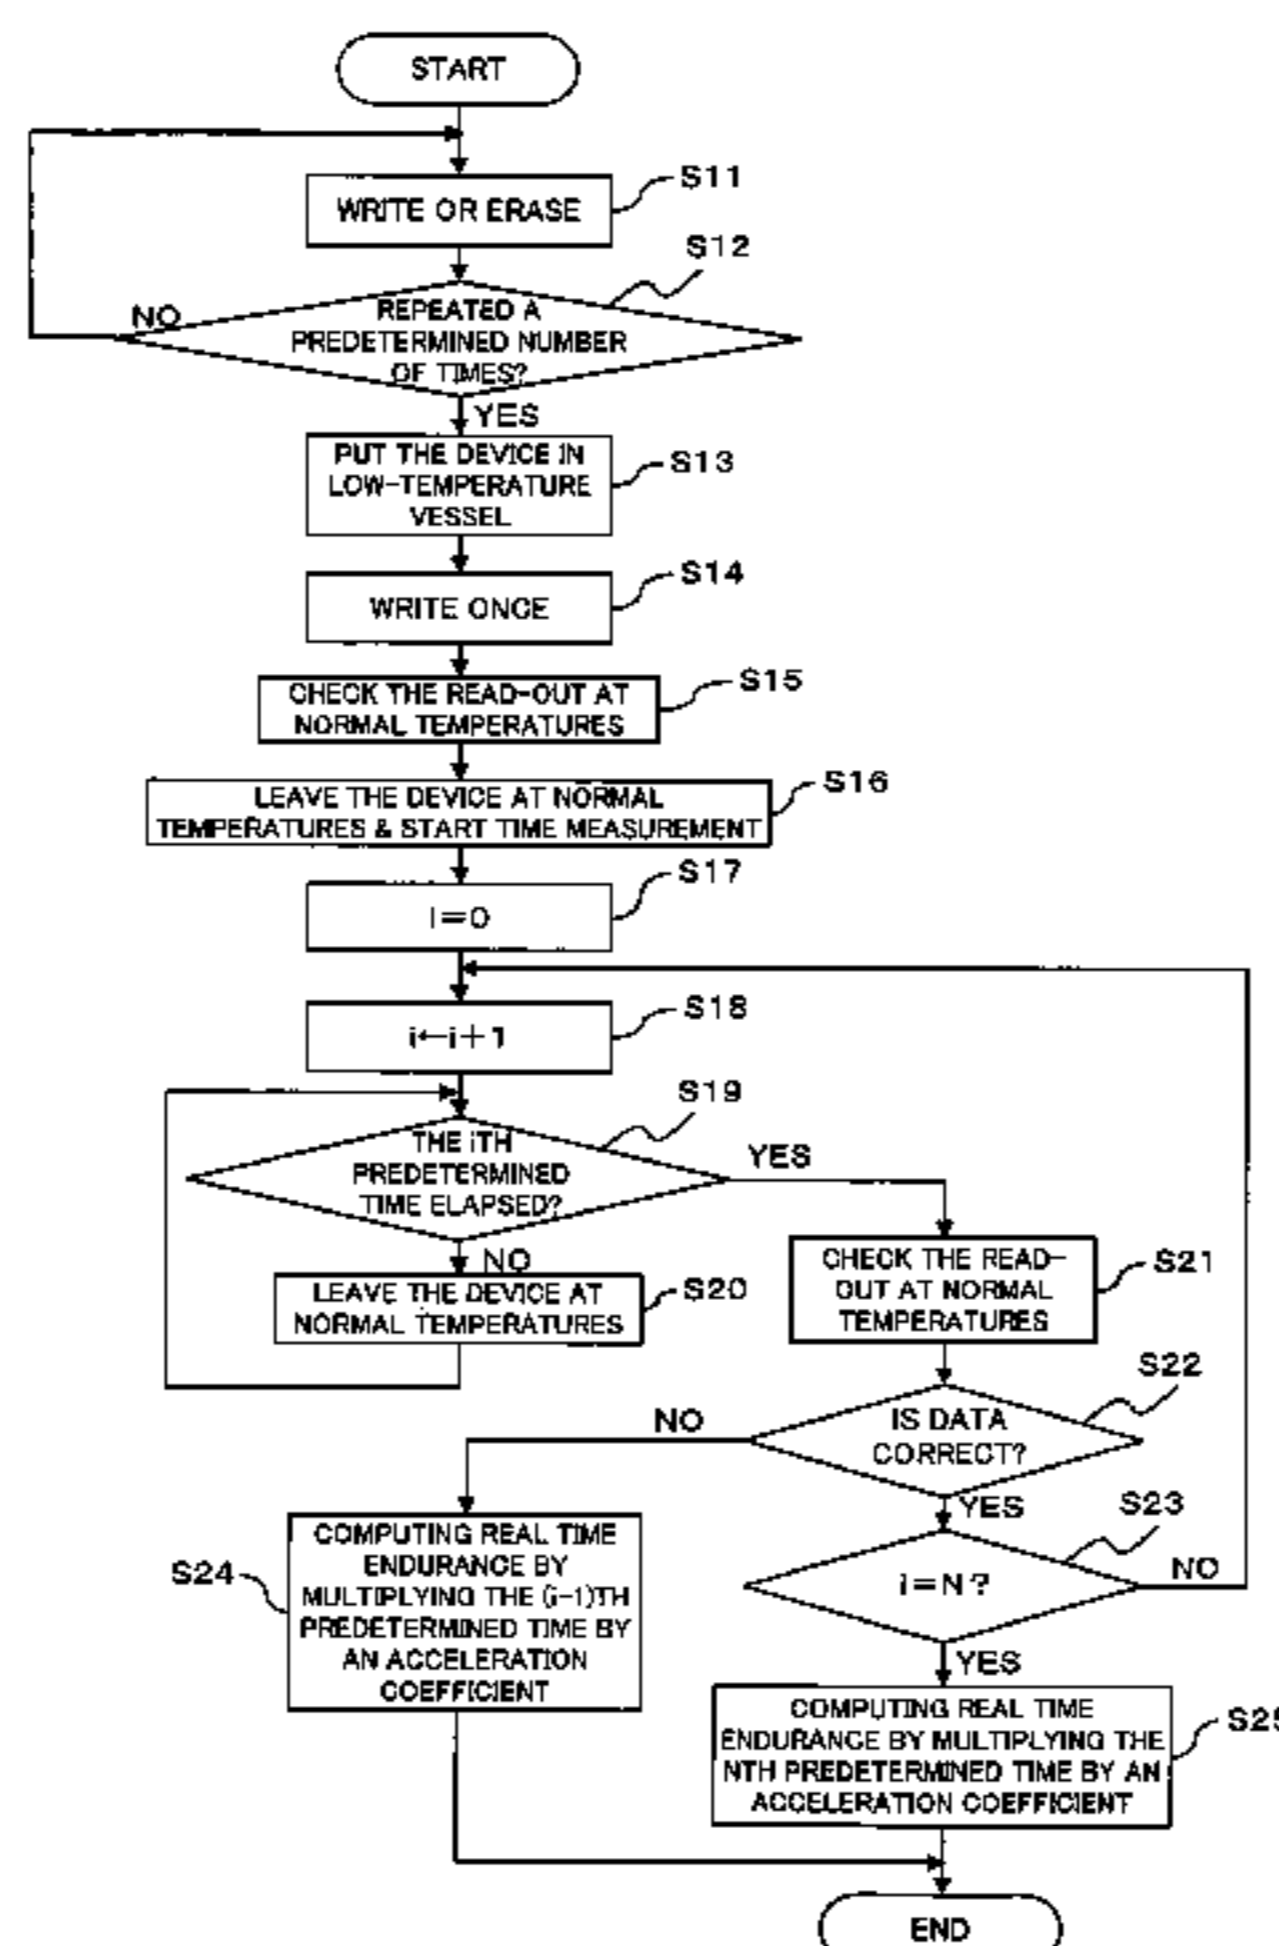 START
S11
WRITE OR ERASE
S12
NO
REPEATED A
PREDETERMINED NUMBER
OF TIMES?
YES
PUT THE DEVICE IN
LOW-TEMPERATURE
VESSEL
S13
S14
WRITE ONCE
S15
CHECK THE READ-OUT AT
NORMAL TEMPERATURES
S16
LEAVE THE DEVICE AT NORMAL
TEMPERATURES & START TIME MEASUREMENT
S17
i=0
S18
i←i+1
S19
THE iTH
PREDETERMINED
TIME ELAPSED?
YES
NO
LEAVE THE DEVICE AT
NORMAL TEMPERATURES
S20
CHECK THE READ-
OUT AT NORMAL
TEMPERATURES
S21
S22
NO
IS DATA
CORRECT?
YES
S23
i=N?
NO
YES
S24
COMPUTING REAL TIME
ENDURANCE BY
MULTIPLYING THE (i-1)TH
PREDETERMINED TIME BY
AN ACCELERATION
COEFFICIENT
COMPUTING REAL TIME
ENDURANCE BY MULTIPLYING THE
NTH PREDETERMINED TIME BY AN
ACCELERATION COEFFICIENT
S25
END